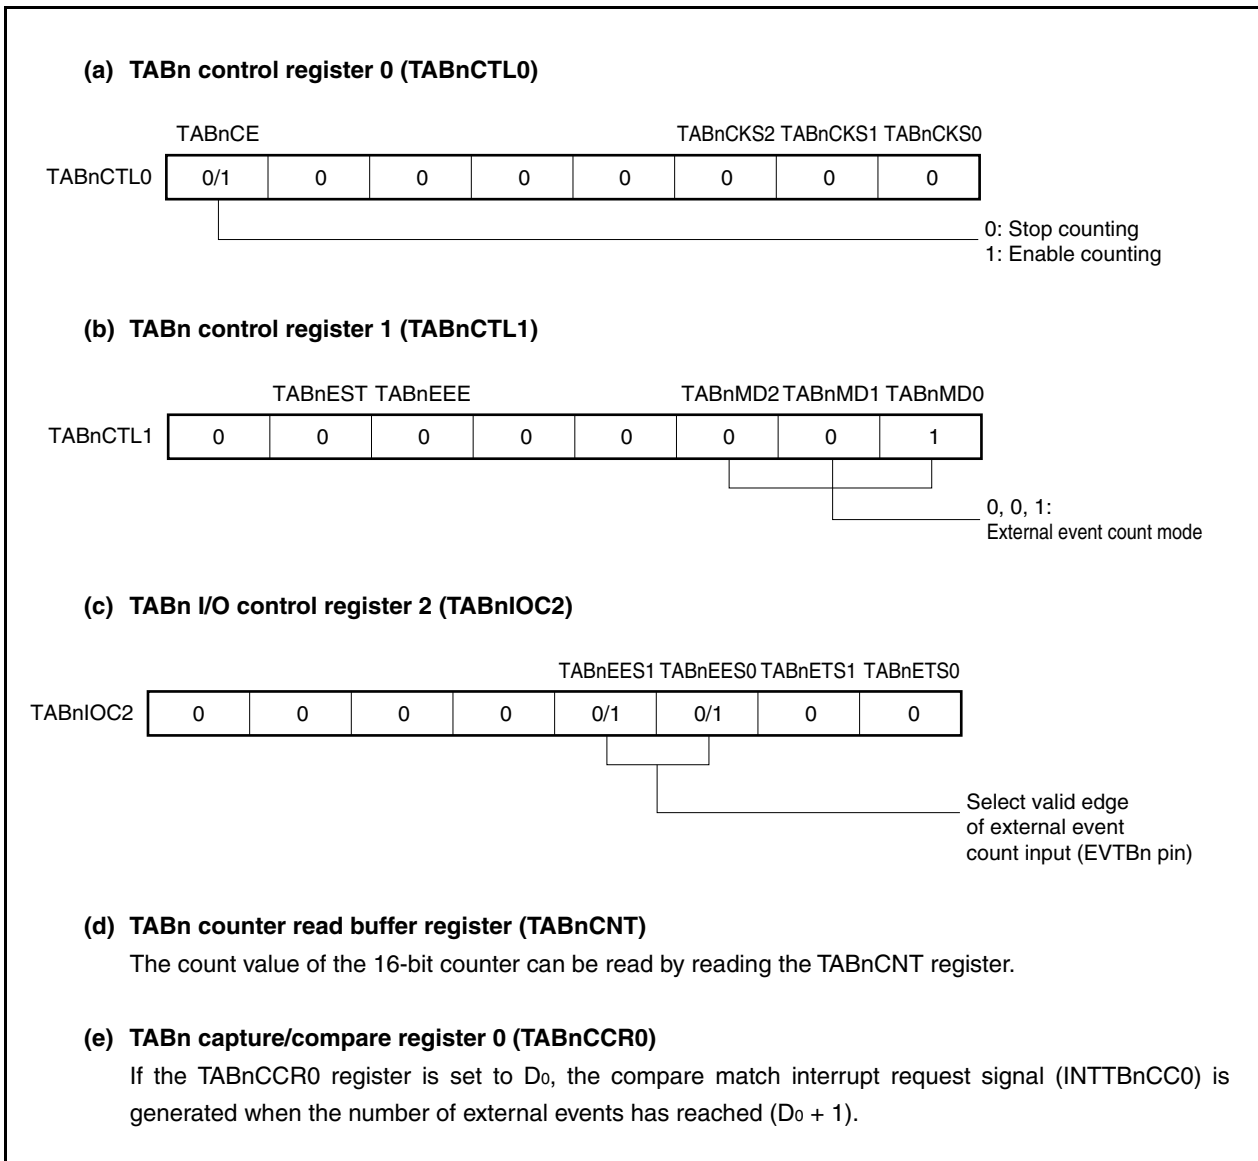 (a) TABn control register 0 (TABnCTL0)
TABnCE TABnCKS2 TABnCKS1 TABnCKS0
TABnCTL0 0/1 0 0 0 0 0 0 0
0: Stop counting
1: Enable counting
(b) TABn control register 1 (TABnCTL1)
TABnEST TABnEEE TABnMD2 TABnMD1 TABnMD0
TABnCTL1 0 0 0 0 0 0 0 1
0, 0, 1:
External event count mode
(c) TABn I/O control register 2 (TABnIOC2)
TABnEES1 TABnEES0 TABnETS1 TABnETS0
TABnIOC2 0 0 0 0 0/1 0/1 0 0
Select valid edge
of external event
count input (EVTBn pin)
(d) TABn counter read buffer register (TABnCNT)
The count value of the 16-bit counter can be read by reading the TABnCNT register.
(e) TABn capture/compare register 0 (TABnCCR0)
If the TABnCCR0 register is set to D0, the compare match interrupt request signal (INTTBnCC0) is
generated when the number of external events has reached (D0 + 1).